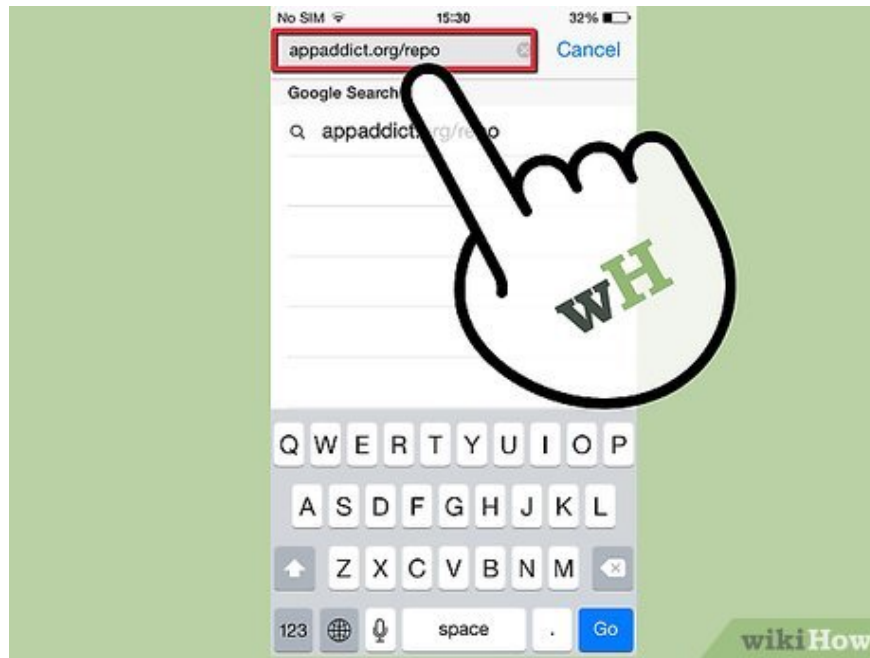 No SIM 15:30 32%
appaddict.org/repo Cancel
Google Search
appaddict.org/repo
Q W E R T Y U I O P
A S D F G H J K L
Z X C V B N M
123 space . Go
wH
wikiHow